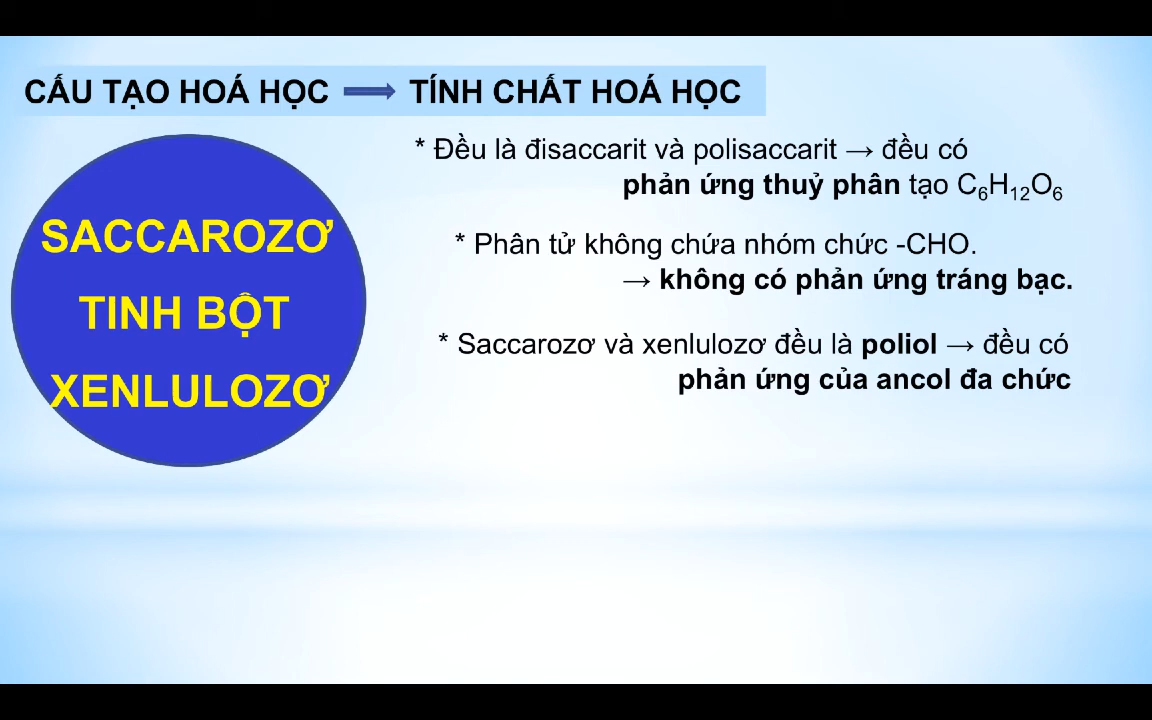 CẤU TẠO HOÁ HỌC ⟶ TÍNH CHẤT HOÁ HỌC
SACCAROZƠ
TINH BỘT
XENLULOZƠ
* Đều là đisaccarit và polisaccarit → đều có
phản ứng thuỷ phân tạo C₆H₁₂O₆
* Phân tử không chứa nhóm chức -CHO.
→ không có phản ứng tráng bạc.
* Saccarozơ và xenlulozơ đều là poliol → đều có
phản ứng của ancol đa chức